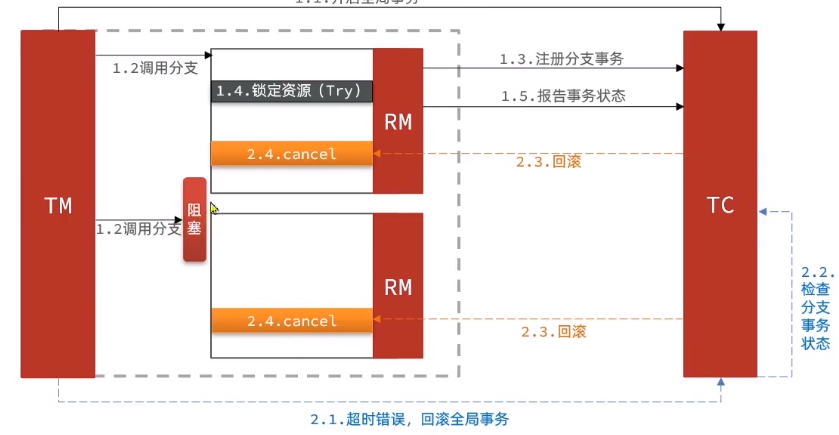 1.1.开启全局事务
1.2调用分支
1.3.注册分支事务
1.4.锁定资源（Try）
RM
1.5.报告事务状态
2.4.cancel
2.3.回滚
TM
阻
塞
1.2调用分支
TC
RM
2.4.cancel
2.3.回滚
2.2.
检查
分支
事务
状态
2.1.超时错误，回滚全局事务